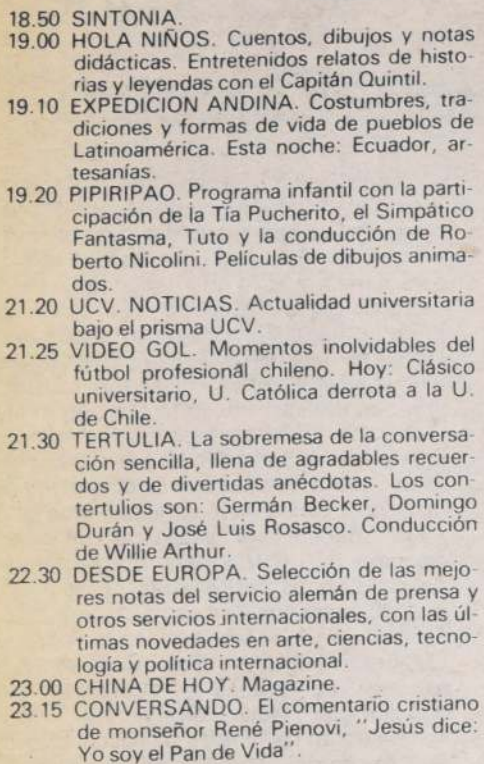 18.50 SINTONIA.
19.00 HOLA NIÑOS. Cuentos, dibujos y notas
didácticas. Entretenidos relatos de histo-
rias y leyendas con el Capitán Quintil.
19.10 EXPEDICION ANDINA. Costumbres, tra-
diciones y formas de vida de pueblos de
Latinoamérica. Esta noche: Ecuador, ar-
tesanías.
19.20 PIPIRIPAO. Programa infantil con la parti-
cipación de la Tía Pucherito, el Simpático
Fantasma, Tuto y la conducción de Ro-
berto Nicolini. Películas de dibujos anima-
dos.
21.20 UCV. NOTICIAS. Actualidad universitaria
bajo el prisma UCV.
21.25 VIDEO GOL. Momentos inolvidables del
fútbol profesionál chileno. Hoy: Clásico
universitario, U. Católica derrota a la U.
de Chile.
21.30 TERTULIA. La sobremesa de la conversa-
ción sencilla, llena de agradables recuer-
dos y de divertidas anécdotas. Los con-
tertulios son: Germán Becker, Domingo
Durán y José Luis Rosasco. Conducción
de Willie Arthur.
22.30 DESDE EUROPA. Selección de las mejo-
res notas del servicio alemán de prensa y
otros servicios internacionales, con las úl-
timas novedades en arte, ciencias, tecno-
logía y política internacional.
23.00 CHINA DE HOY. Magazine.
23.15 CONVERSANDO. El comentario cristiano
de monseñor René Pienovi, "Jesús dice:
Yo soy el Pan de Vida".